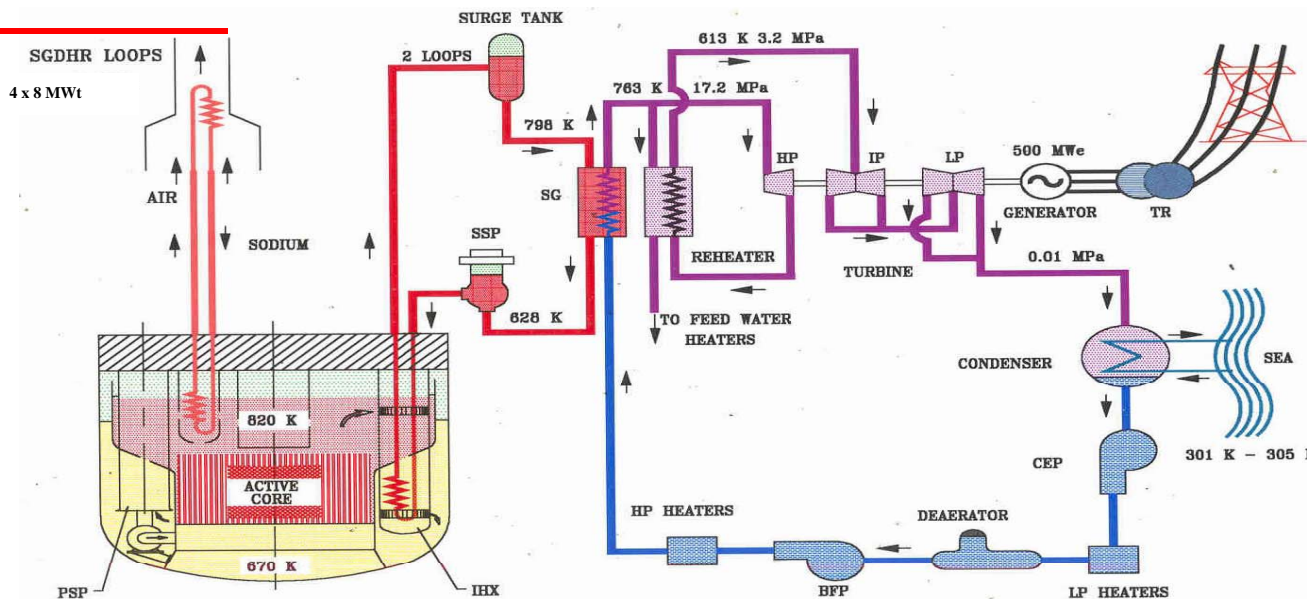 SURGE TANK
SGDHR LOOPS
2 LOOPS
613 K 3.2 MPa
4 x 8 MWt
763 K
17.2 MPa
798 K
HP
IP
LP
500 MWe
AIR
SG
GENERATOR
TR
SODIUM
SSP
REHEATER
TURBINE
0.01 MPa
628 K
TO FEED WATER
HEATERS
CONDENSER
SEA
820 K
CEP
301 K - 305
ACTIVE
CORE
HP HEATERS
DEAERATOR
670 K
PSP
IHX
BFP
LP HEATERS